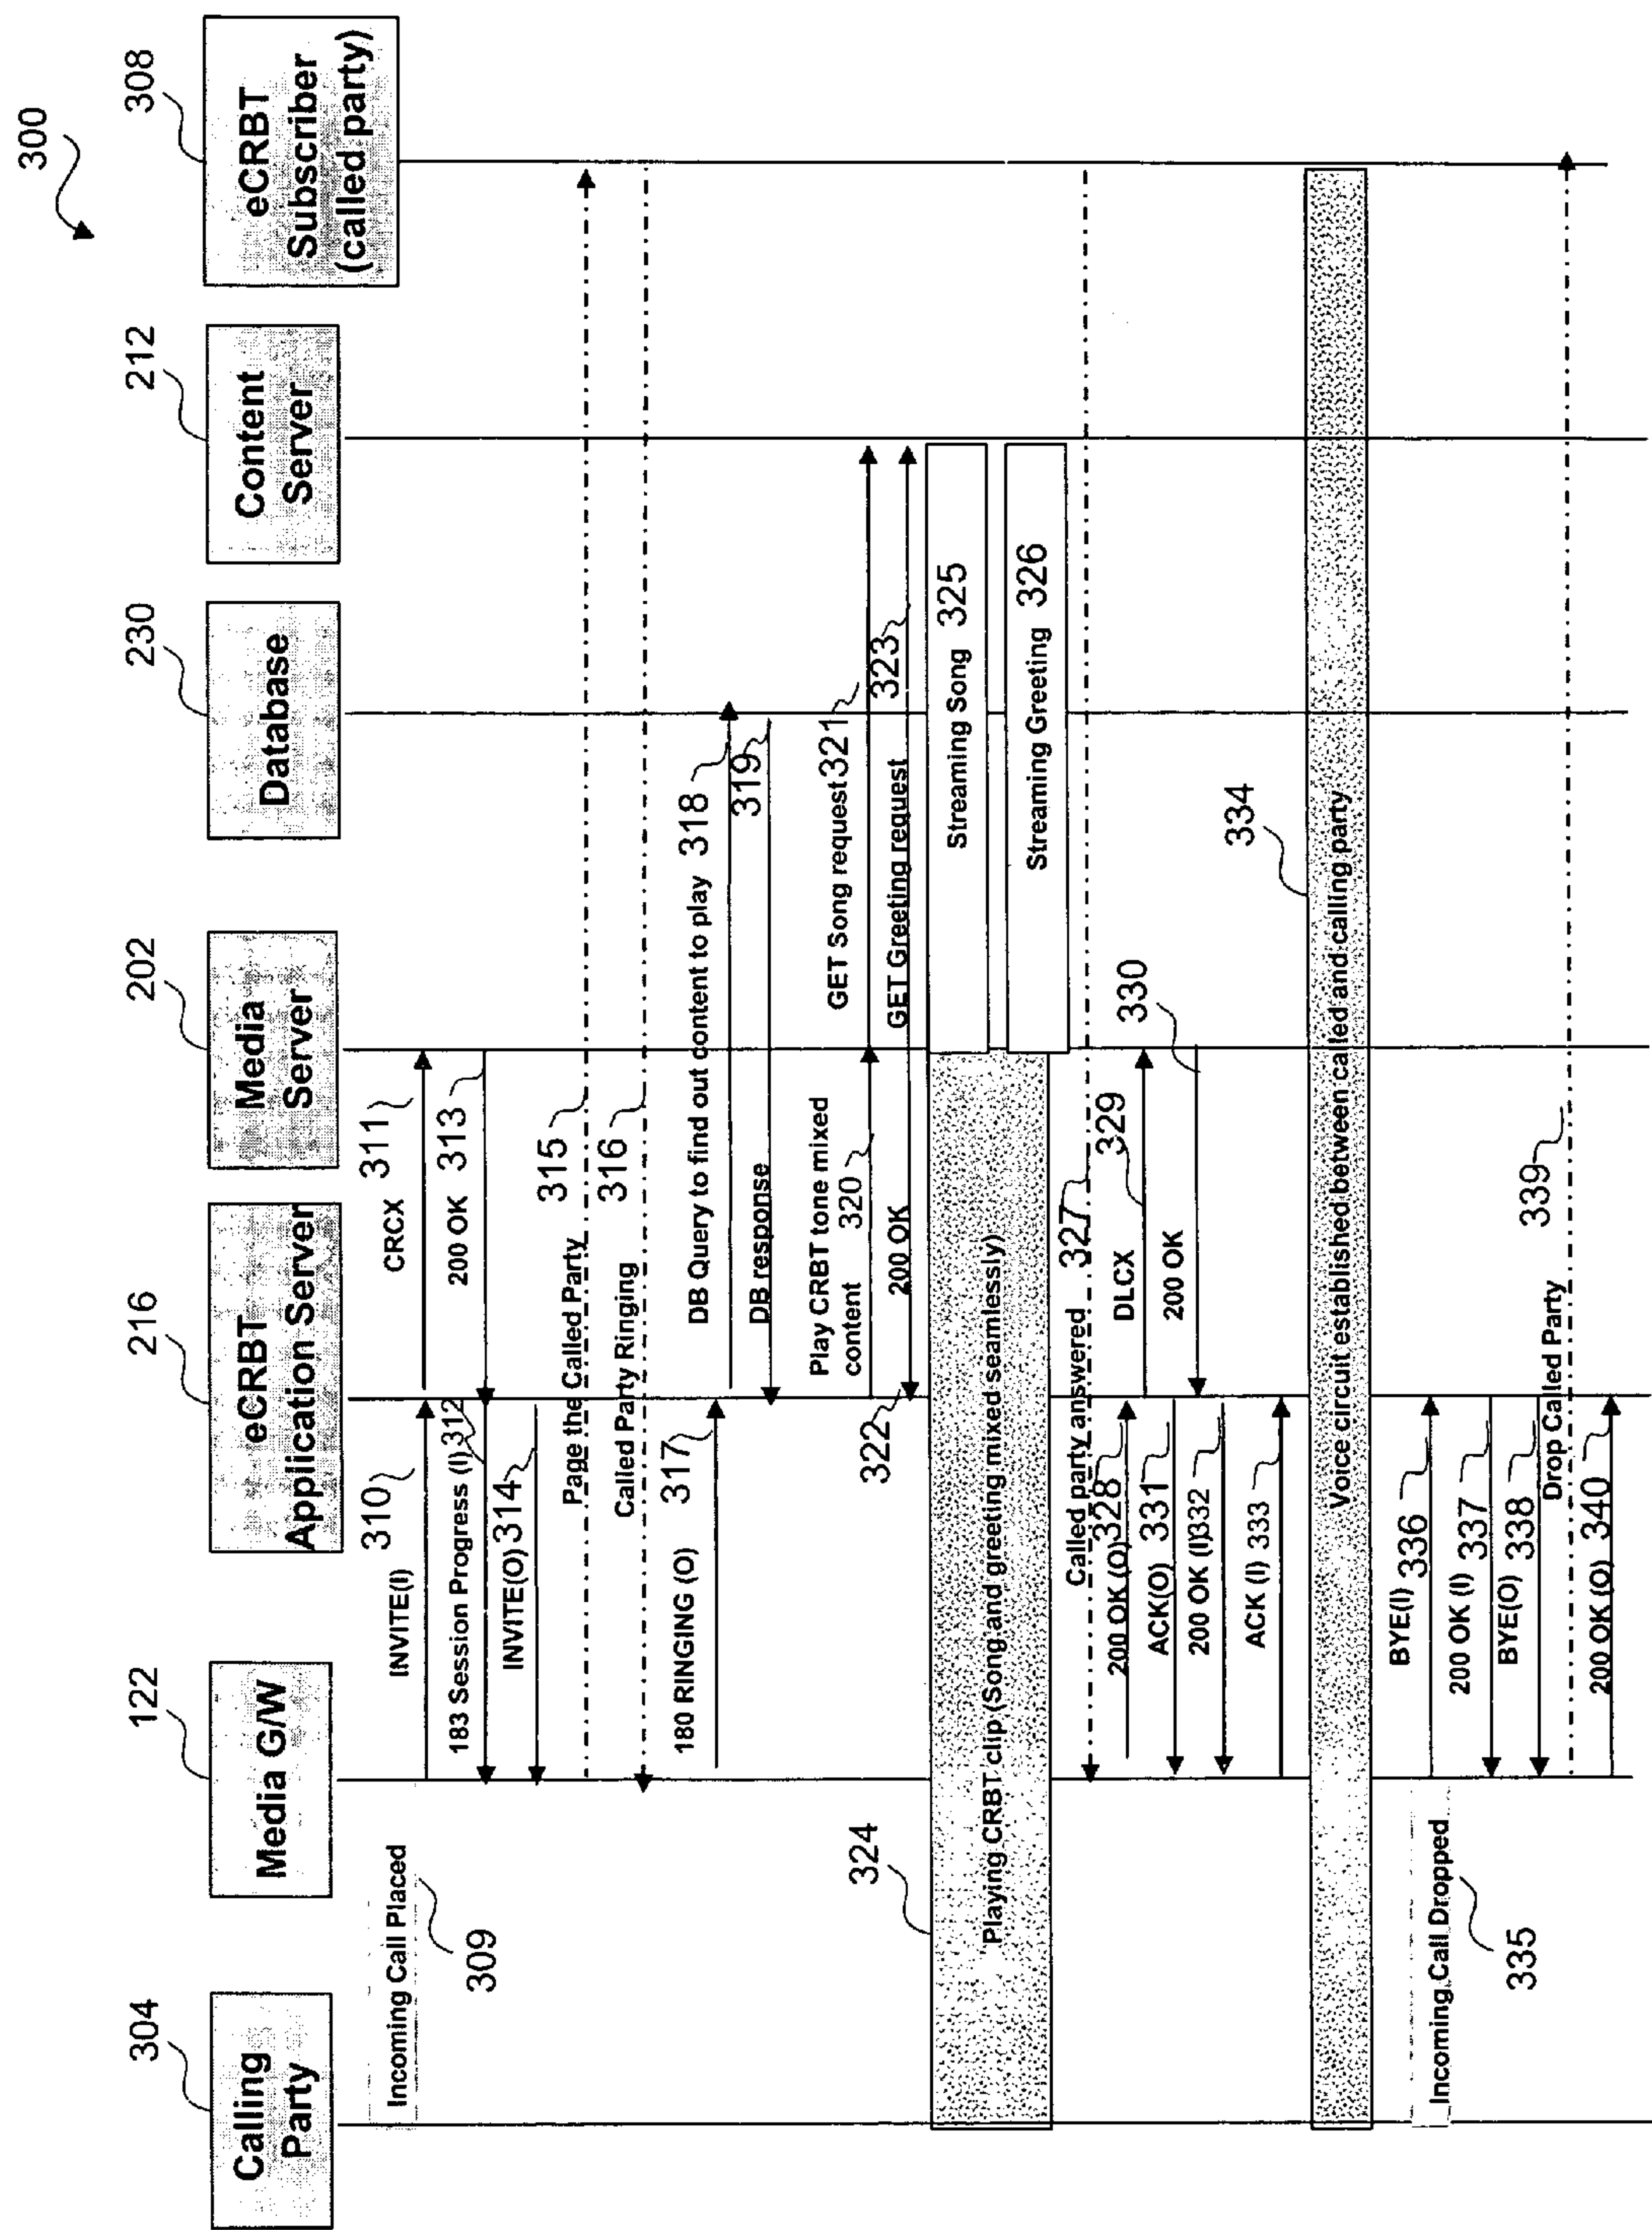 300
304
Calling
Party
122
Media G/W
216
eCRBT
Application Server
202
Media
Server
230
Database
212
Content
Server
308
eCRBT
Subscriber
(called party)
Incoming Call Placed
309
INVITE(I)
310
CRCX
311
183 Session Progress (I)
312
200 OK 313
INVITE(O)
314
Page the Called Party
315
Called Party Ringing
316
180 RINGING (O)
317
DB Query to find out content to play
318
DB response
319
Play CRBT tone mixed
content
320
GET Song request
321
322
200 OK
GET Greeting request
323
324
Playing CRBT clip (Song and greeting mixed seamlessly)
Streaming Song 325
Streaming Greeting 326
Called party answered
327
200 OK (O)
328
DLCX
329
ACK(O)
331
200 OK
330
200 OK (I)
332
ACK (I)
333
334
Voice circuit established between called and calling party
Incoming Call Dropped
335
BYE(I)
336
200 OK (I)
337
BYE(O)
338
Drop Called Party
339
200 OK (O)
340